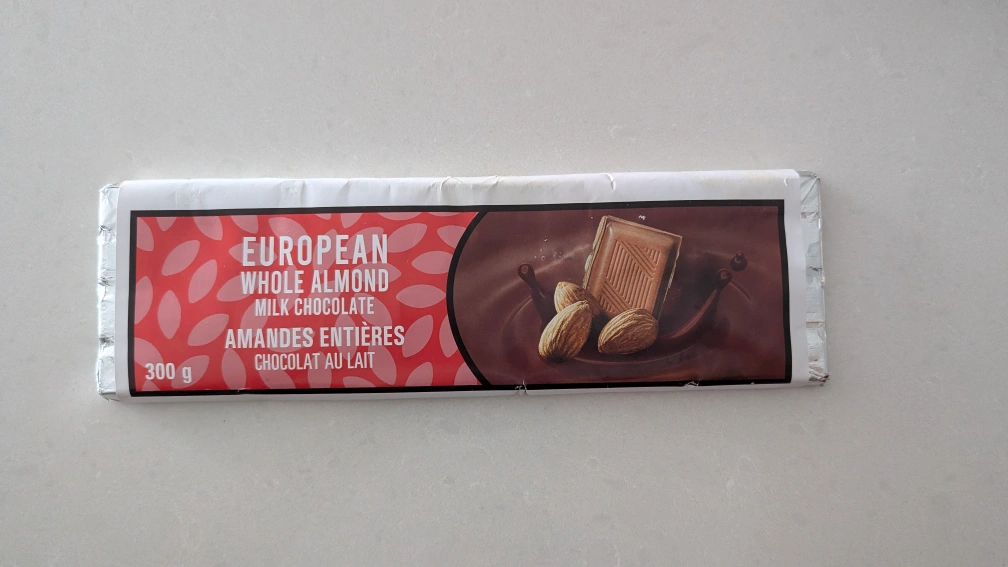 EUROPEAN
WHOLE ALMOND
MILK CHOCOLATE
AMANDES ENTIÈRES
CHOCOLAT AU LAIT
300 g